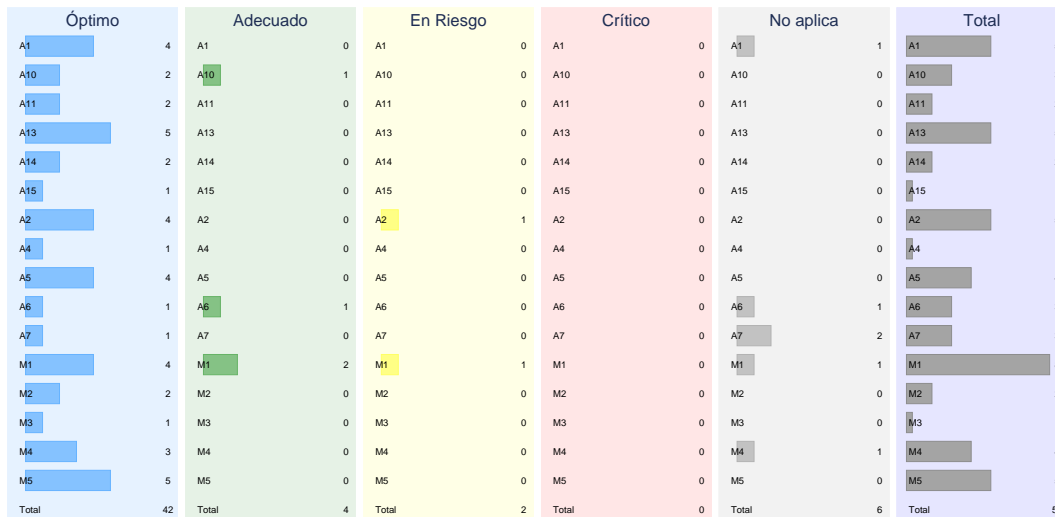 Óptimo Adecuado En Riesgo Crítico No aplica Total
A1 4 A1 0 A1 0 A1 0 A1 1 A1
A10 2 A10 1 A10 0 A10 0 A10 0 A10
A11 2 A11 0 A11 0 A11 0 A11 0 A11
A13 5 A13 0 A13 0 A13 0 A13 0 A13
A14 2 A14 0 A14 0 A14 0 A14 0 A14
A15 1 A15 0 A15 0 A15 0 A15 0 A15
A2 4 A2 0 A2 1 A2 0 A2 0 A2
A4 1 A4 0 A4 0 A4 0 A4 0 A4
A5 4 A5 0 A5 0 A5 0 A5 0 A5
A6 1 A6 1 A6 0 A6 0 A6 1 A6
A7 1 A7 0 A7 0 A7 0 A7 2 A7
M1 4 M1 2 M1 1 M1 0 M1 1 M1
M2 2 M2 0 M2 0 M2 0 M2 0 M2
M3 1 M3 0 M3 0 M3 0 M3 0 M3
M4 3 M4 0 M4 0 M4 0 M4 1 M4
M5 5 M5 0 M5 0 M5 0 M5 0 M5
Total 42 Total 4 Total 2 Total 0 Total 6 Total